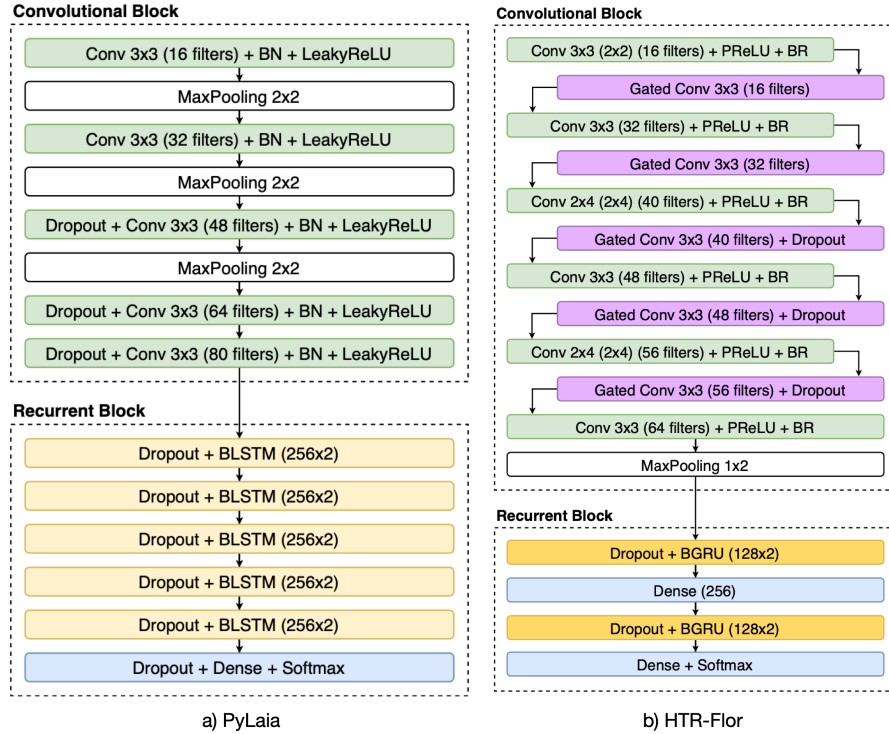 Convolutional Block
Conv 3x3 (16 filters) + BN + LeakyReLU
MaxPooling 2x2
Conv 3x3 (32 filters) + BN + LeakyReLU
MaxPooling 2x2
Dropout + Conv 3x3 (48 filters) + BN + LeakyReLU
MaxPooling 2x2
Dropout + Conv 3x3 (64 filters) + BN + LeakyReLU
Dropout + Conv 3x3 (80 filters) + BN + LeakyReLU
Recurrent Block
Dropout + BLSTM (256x2)
Dropout + BLSTM (256x2)
Dropout + BLSTM (256x2)
Dropout + BLSTM (256x2)
Dropout + BLSTM (256x2)
Dropout + Dense + Softmax
a) PyLaia
Convolutional Block
Conv 3x3 (2x2) (16 filters) + PReLU + BR
Gated Conv 3x3 (16 filters)
Conv 3x3 (32 filters) + PReLU + BR
Gated Conv 3x3 (32 filters)
Conv 2x4 (2x4) (40 filters) + PReLU + BR
Gated Conv 3x3 (40 filters) + Dropout
Conv 3x3 (48 filters) + PReLU + BR
Gated Conv 3x3 (48 filters) + Dropout
Conv 2x4 (2x4) (56 filters) + PReLU + BR
Gated Conv 3x3 (56 filters) + Dropout
Conv 3x3 (64 filters) + PReLU + BR
MaxPooling 1x2
Recurrent Block
Dropout + BGRU (128x2)
Dense (256)
Dropout + BGRU (128x2)
Dense + Softmax
b) HTR-Flor